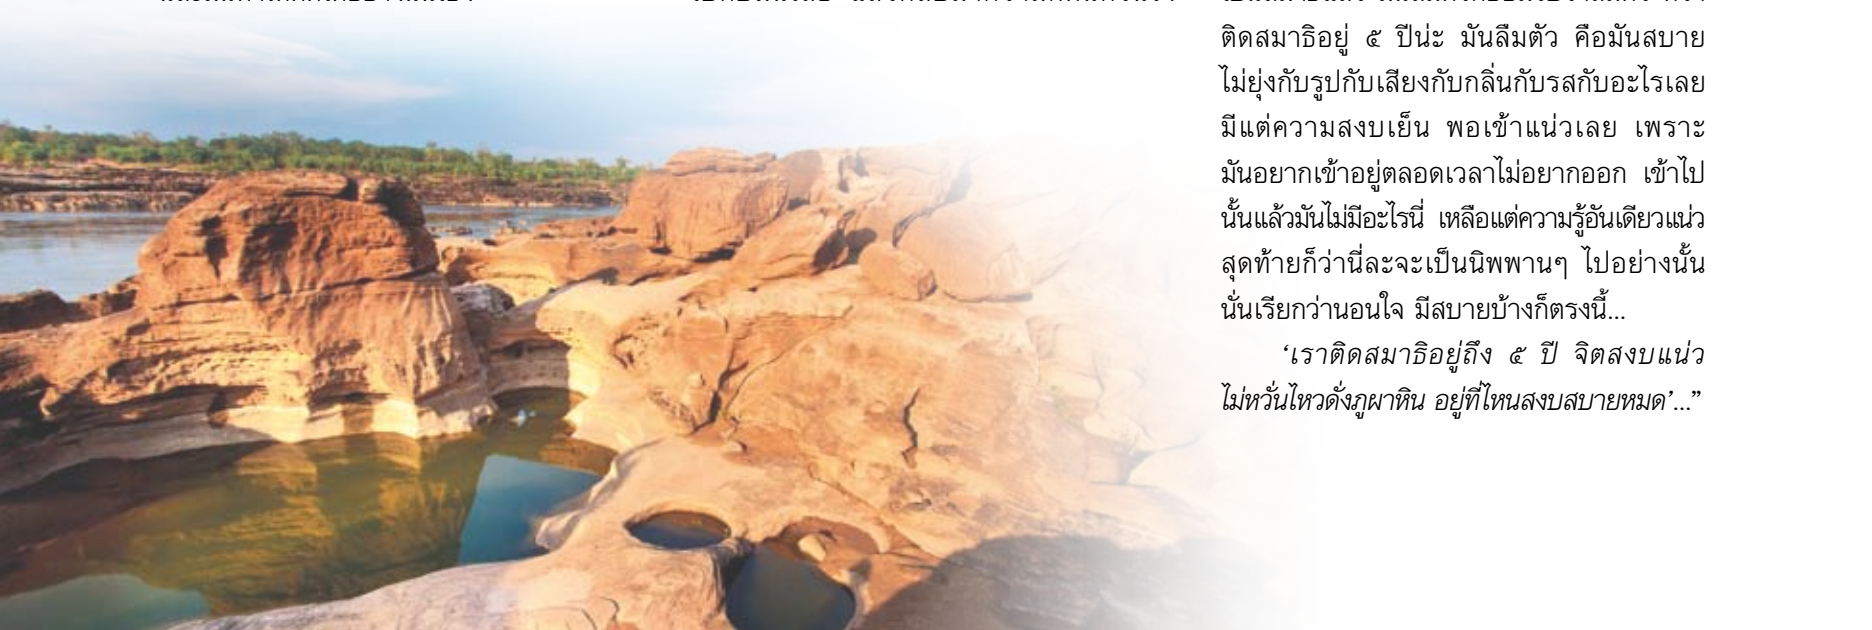 ติดสมาธิอยู่ ๕ ปีน่ะ มันลืมตัว คือมันสบาย
ไม่ยุ่งกับรูปกับเสียงกับกลิ่นกับรสกับอะไรเลย
มีแต่ความสงบเย็น พอเข้าแน่วเลย เพราะ
มันอยากเข้าอยู่ตลอดเวลาไม่อยากออก เข้าไป
นั้นแล้วมันไม่มีอะไรนี่ เหลือแต่ความรู้อันเดียวแน่ว
สุดท้ายก็ว่านี่ละจะเป็นนิพพานๆ ไปอย่างนั้น
นั่นเรียกว่านอนใจ มีสบายบ้างก็ตรงนี้...
‘เราติดสมาธิอยู่ถึง ๕ ปี จิตสงบแน่ว
ไม่หวั่นไหวดั่งภูผาหิน อยู่ที่ไหนสงบสบายหมด’...”